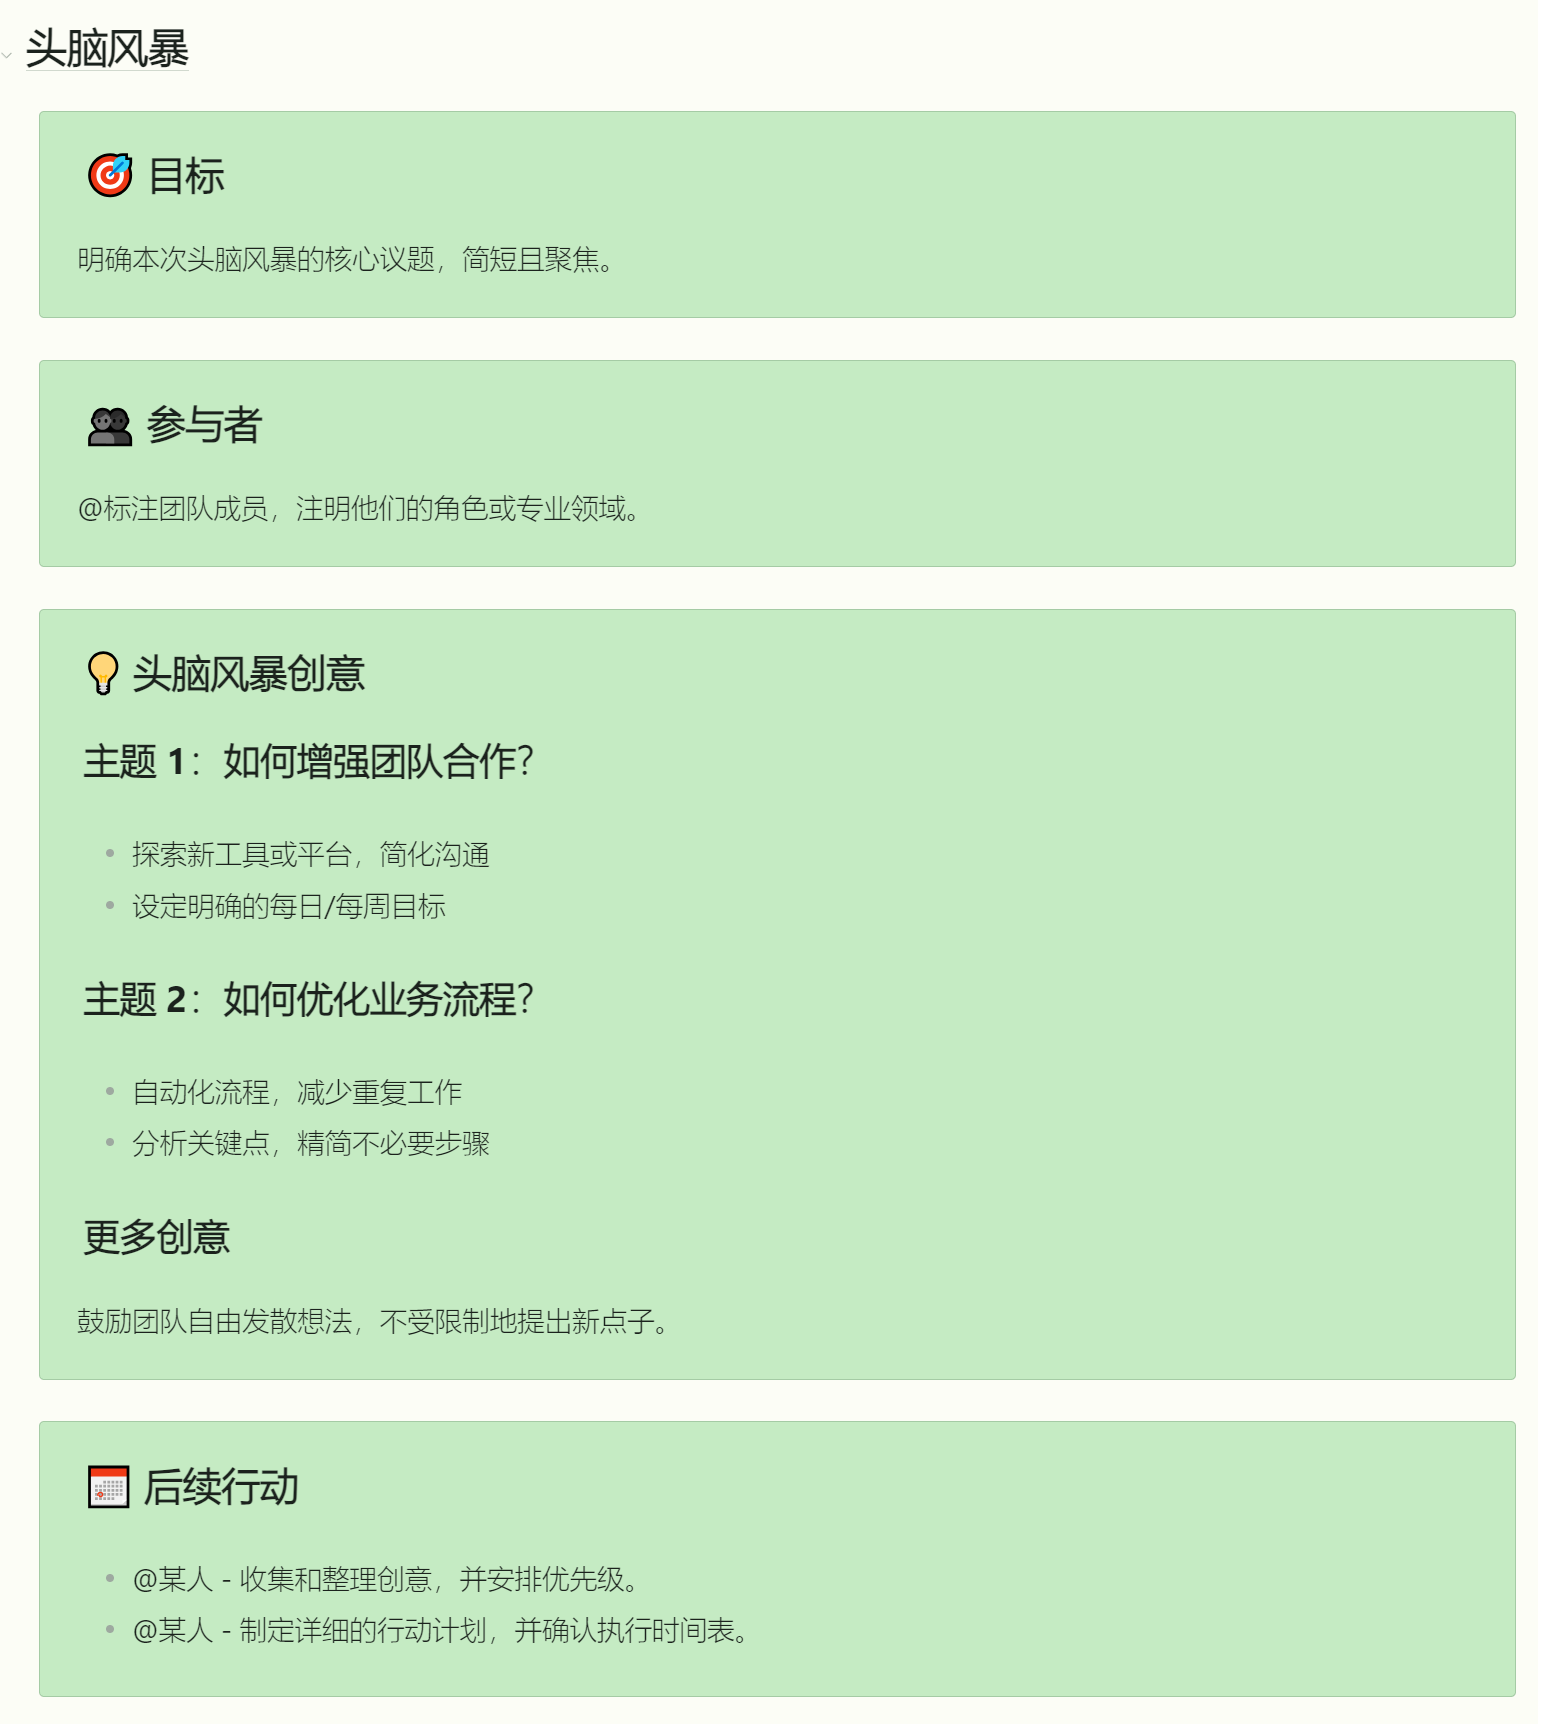 头脑风暴
目标
明确本次头脑风暴的核心议题，简短且聚焦。
参与者
@标注团队成员，注明他们的角色或专业领域。
头脑风暴创意
主题 1：如何增强团队合作？
探索新工具或平台，简化沟通
设定明确的每日/每周目标
主题 2：如何优化业务流程？
自动化流程，减少重复工作
分析关键点，精简不必要步骤
更多创意
鼓励团队自由发散想法，不受限制地提出新点子。
后续行动
@某人 - 收集和整理创意，并安排优先级。
@某人 - 制定详细的行动计划，并确认执行时间表。